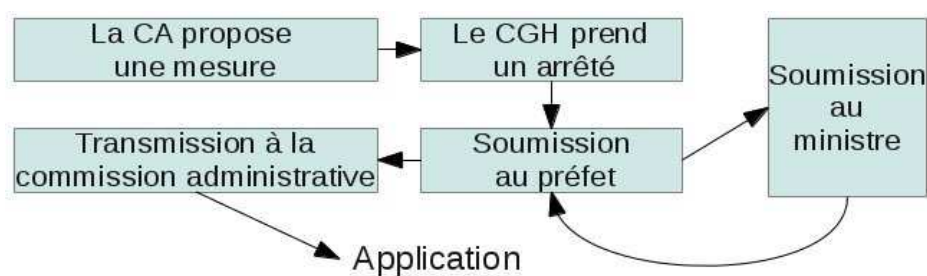 La CA propose
une mesure
Le CGH prend
un arrêté
Soumission
au
ministre
Transmission à la
commission administrative
Soumission
au préfet
Application